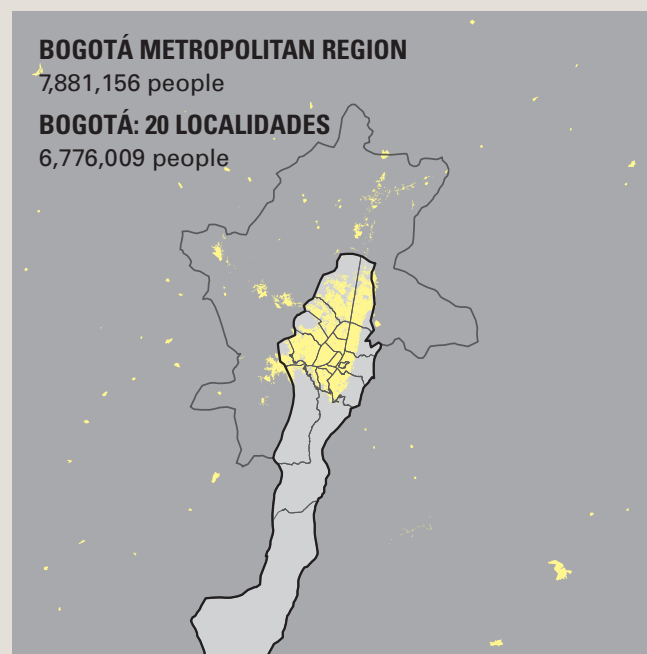 BOGOTÁ METROPOLITAN REGION
7,881,156 people
BOGOTÁ: 20 LOCALIDADES
6,776,009 people